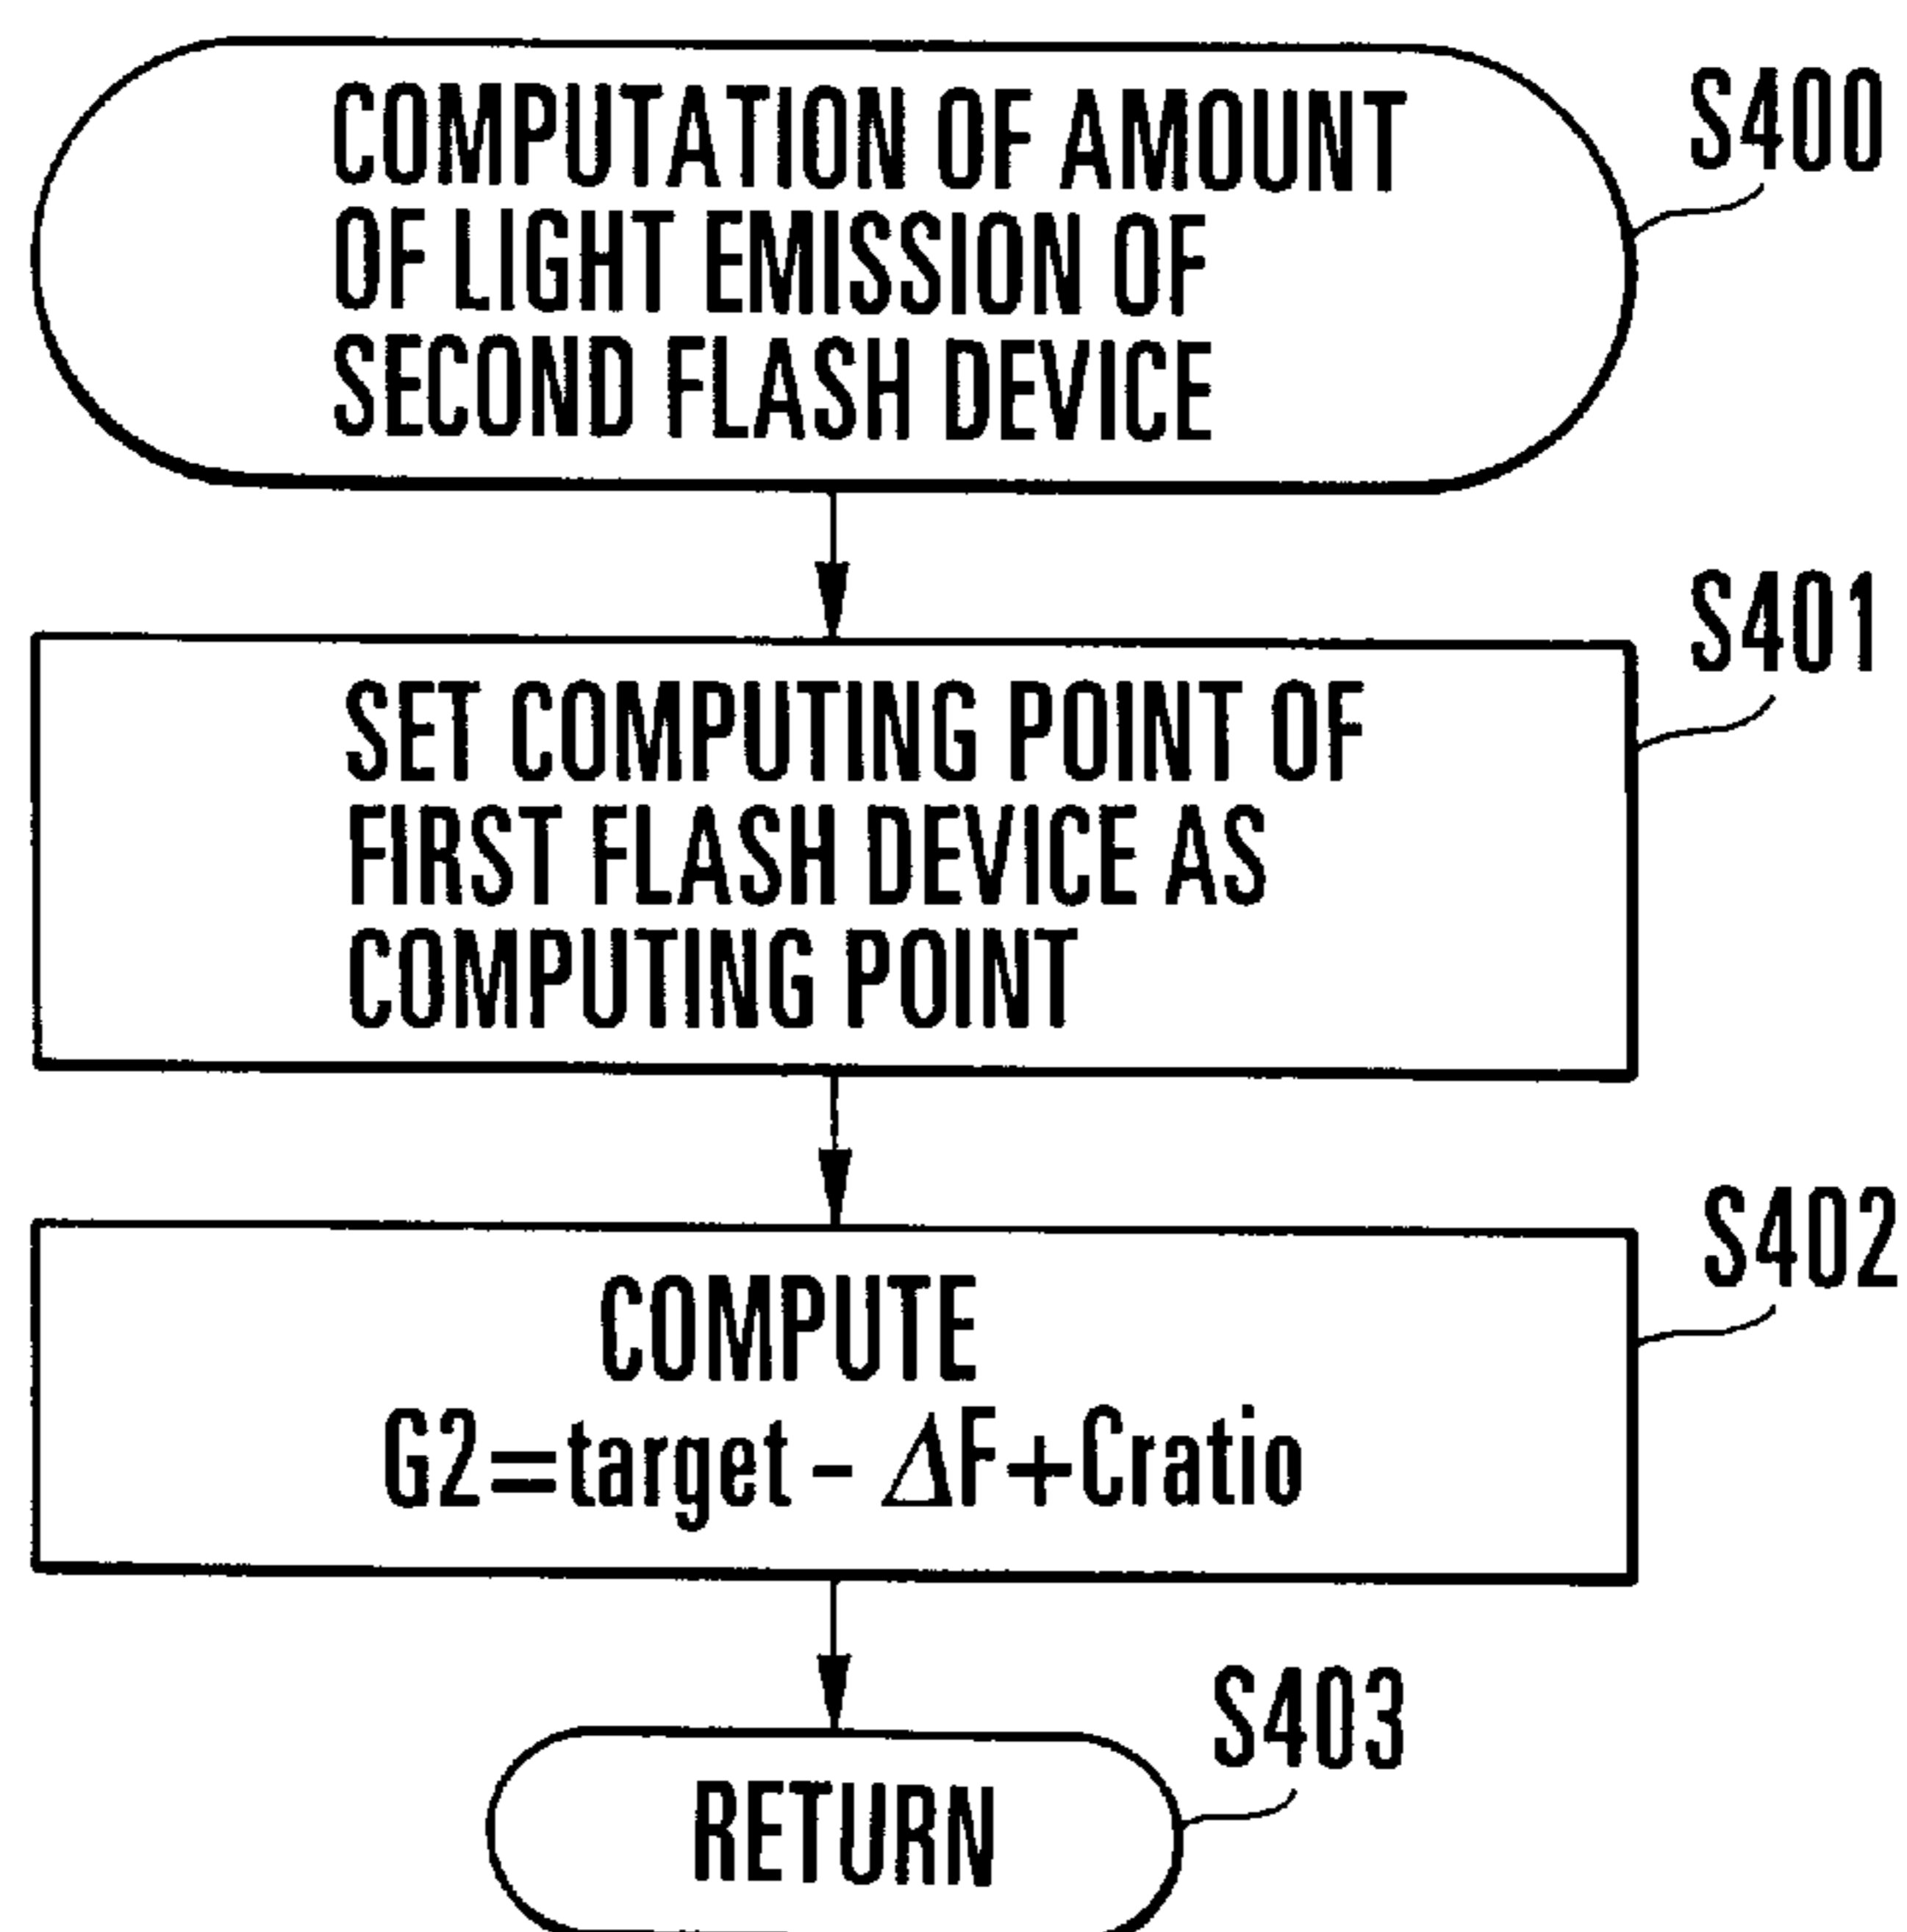 COMPUTATION OF AMOUNT
OF LIGHT EMISSION OF
SECOND FLASH DEVICE
S400
SET COMPUTING POINT OF
FIRST FLASH DEVICE AS
COMPUTING POINT
S401
COMPUTE
G2=target - ΔF+Cratio
S402
RETURN
S403